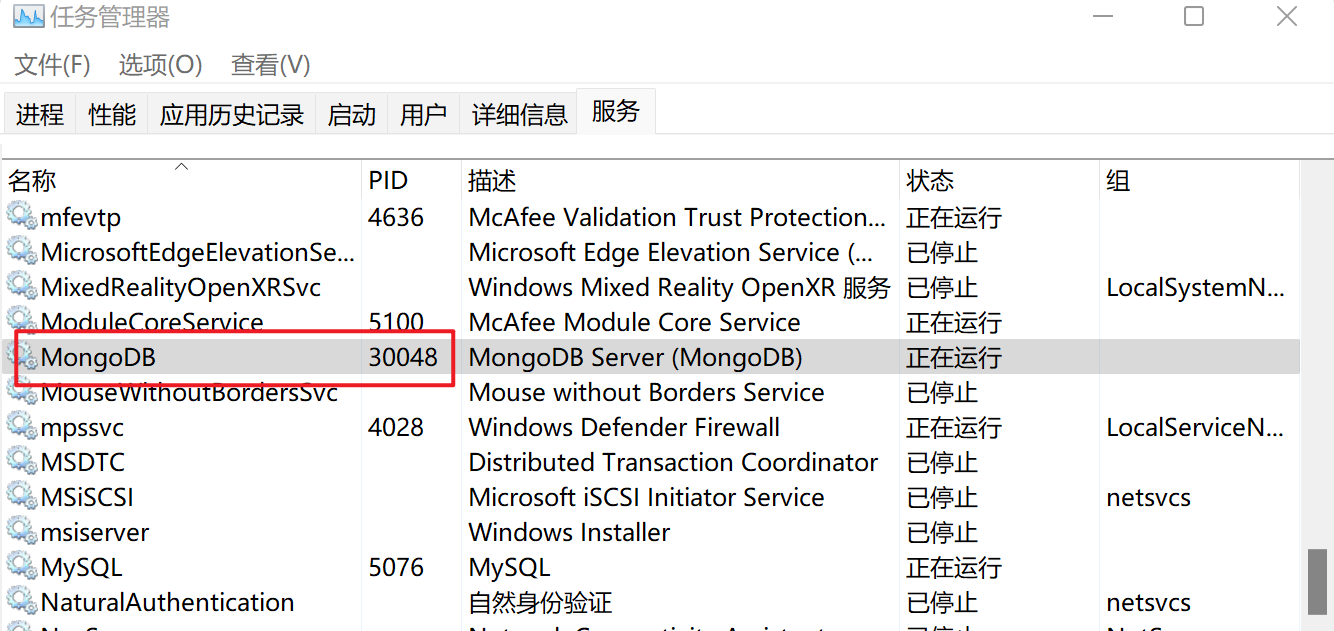 任务管理器
文件(F) 选项(O) 查看(V)
进程 性能 应用历史记录 启动 用户 详细信息 服务
名称 PID 描述 状态 组
mfevtp 4636 McAfee Validation Trust Protection... 正在运行
MicrosoftEdgeElevationSe... Microsoft Edge Elevation Service (... 已停止
MixedRealityOpenXRSvc Windows Mixed Reality OpenXR 服务 已停止 LocalSystemN...
ModuleCoreService 5100 McAfee Module Core Service 正在运行
MongoDB 30048 MongoDB Server (MongoDB) 正在运行
MouseWithoutBordersSvc Mouse without Borders Service 已停止
mpssvc 4028 Windows Defender Firewall 正在运行 LocalServiceN...
MSDTC Distributed Transaction Coordinator 已停止
MSiSCSI Microsoft iSCSI Initiator Service 已停止 netsvcs
msiserver Windows Installer 已停止
MySQL 5076 MySQL 正在运行
NaturalAuthentication 自然身份验证 已停止 netsvcs